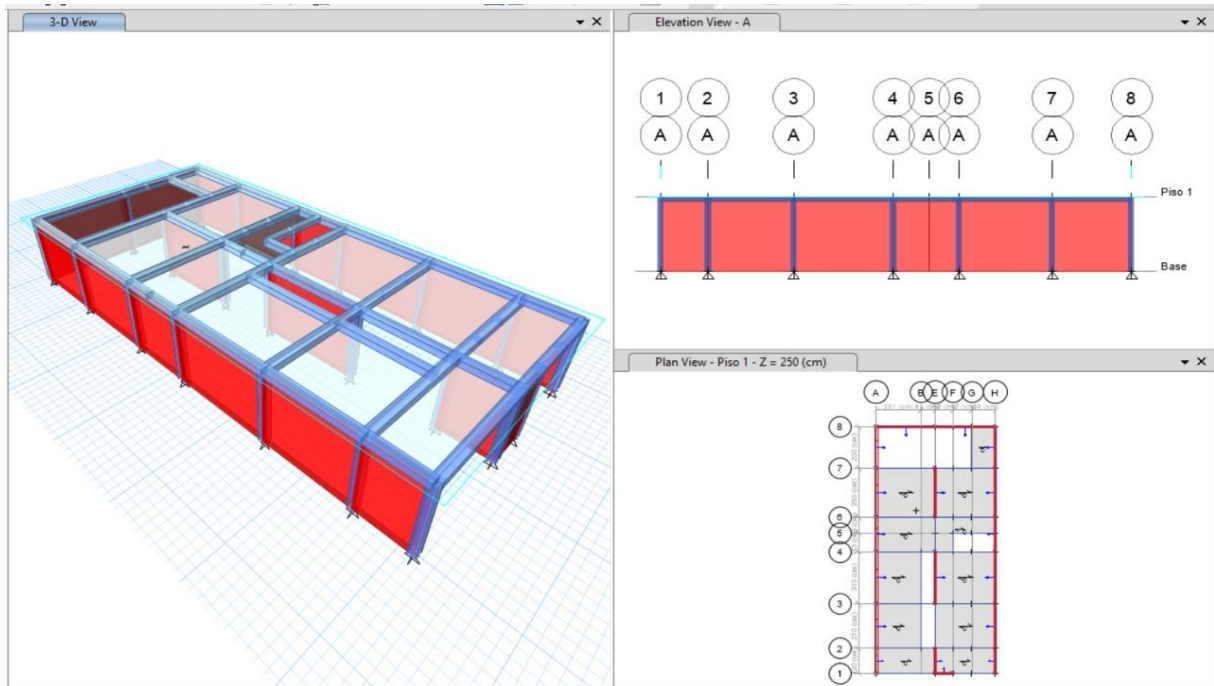 3-D View
Elevation View - A
1 2 3 4 5 6 7 8
A A A A A A A A
Piso 1
Base
Plan View - Piso 1 - Z = 250 (cm)
A B E F G H
8
7
6
5
4
3
2
1